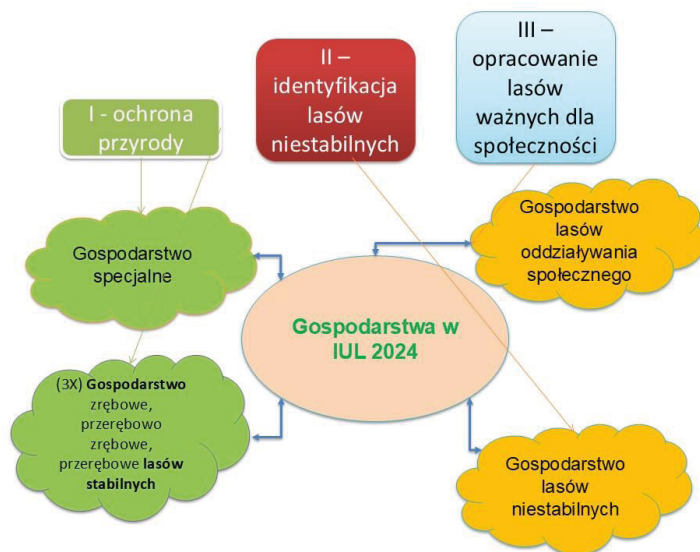 I - ochrona
przyrody
II –
identyfikacja
lasów
niestabilnych
III –
opracowanie
lasów
ważnych dla
społeczności
Gospodarstwo
specjalne
Gospodarstwo
lasów
oddziaływania
społecznego
Gospodarstwa w
IUL 2024
(3X) Gospodarstwo
zrębowe,
przerębowo
zrębowe,
przerębowe lasów
stabilnych
Gospodarstwo
lasów
niestabilnych